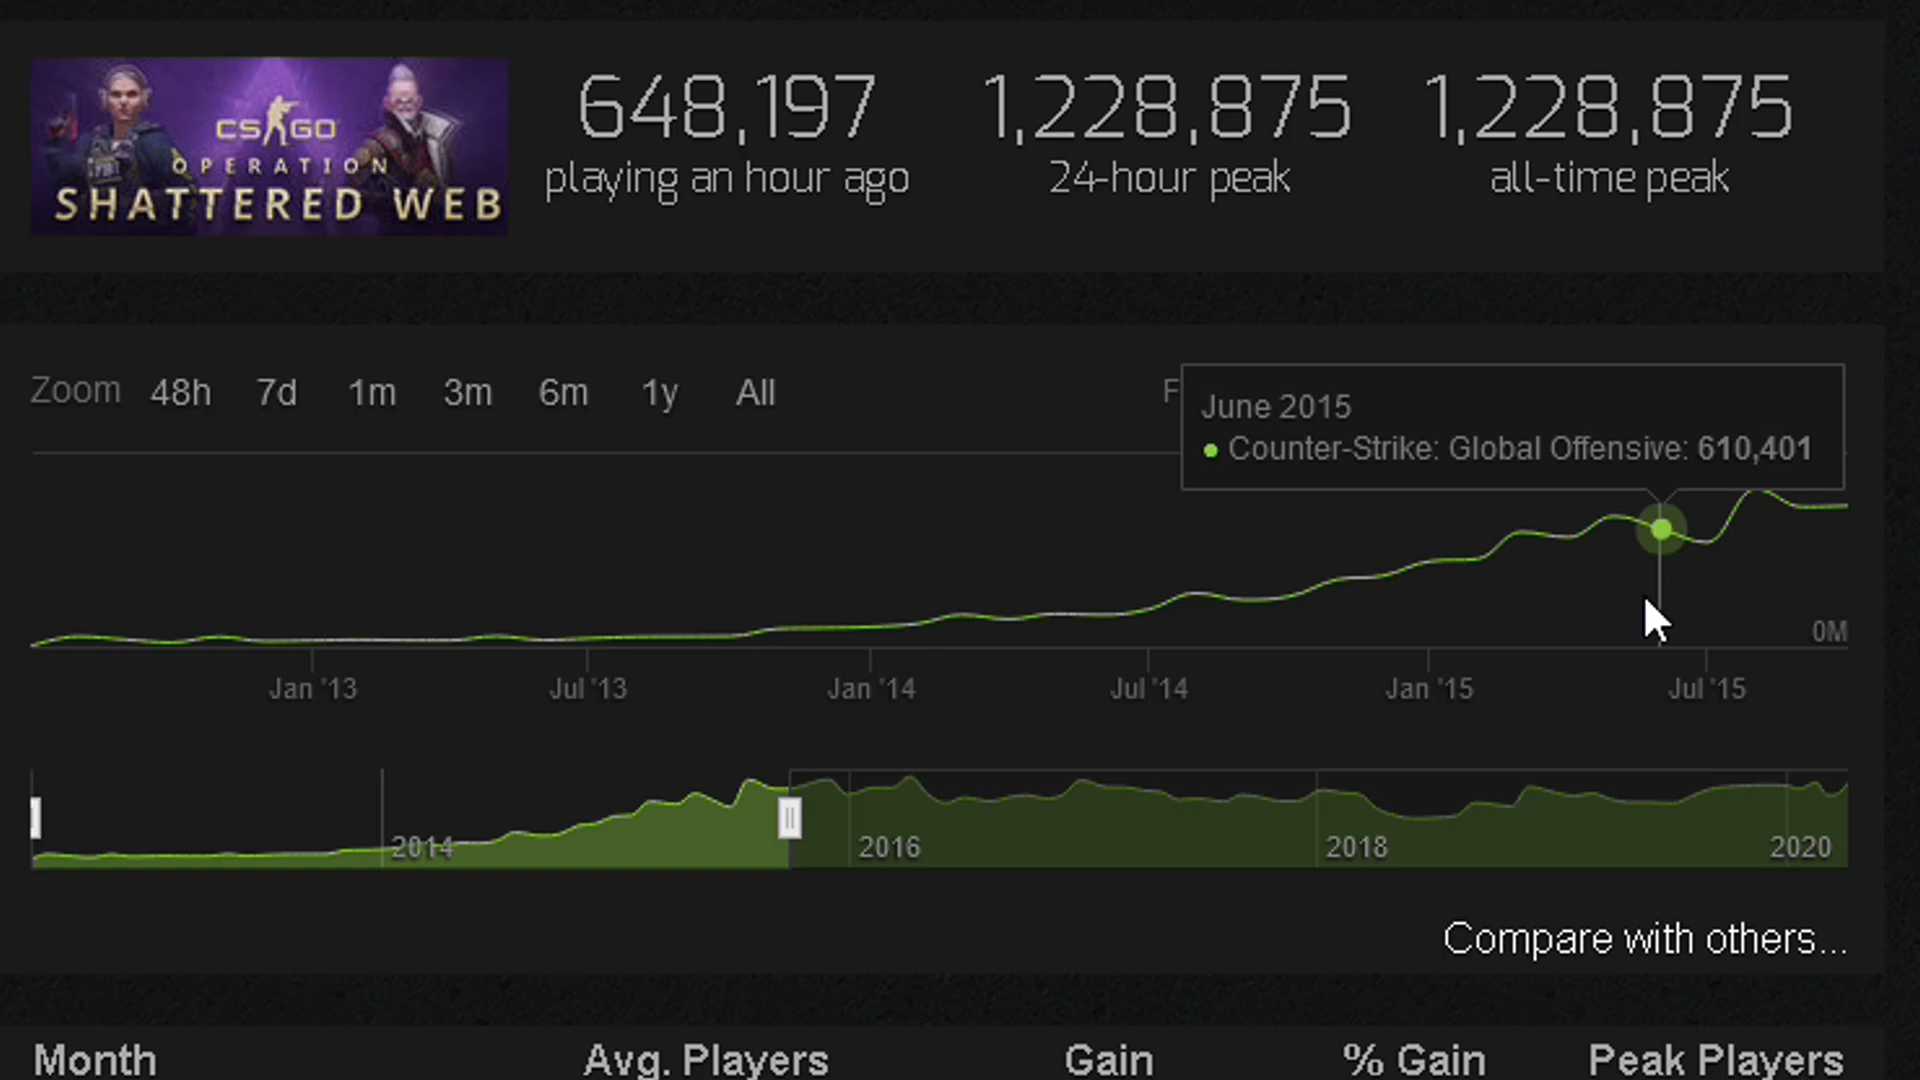 CS GO
OPERATION
SHATTERED WEB
648,197
playing an hour ago
1,228,875
24-hour peak
1,228,875
all-time peak
Zoom 48h 7d 1m 3m 6m 1y All
F
June 2015
Counter-Strike: Global Offensive: 610,401
0M
Jan '13 Jul '13 Jan '14 Jul '14 Jan '15 Jul '15
2014 2016 2018 2020
Compare with others...
Month Avg. Players Gain % Gain Peak Players